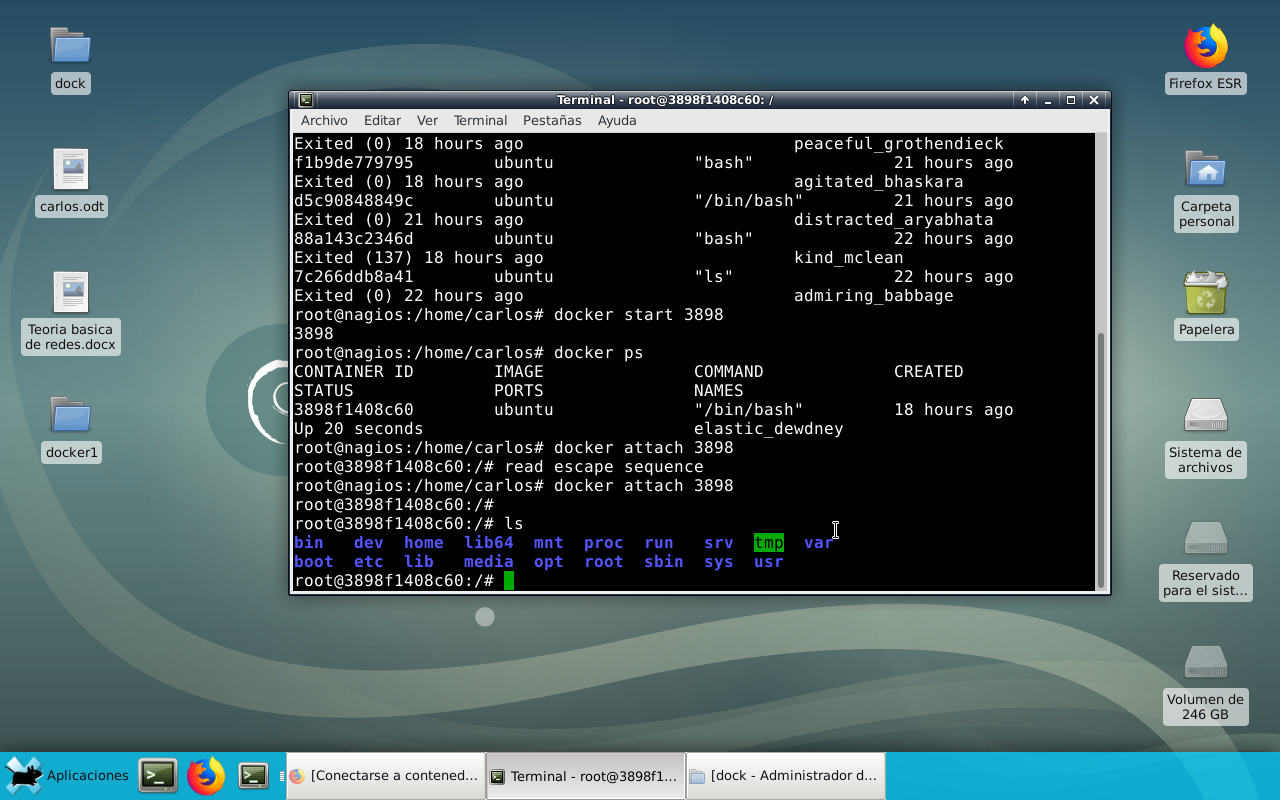 dock
carlos.odt
Teoria basica
de redes.docx
docker1
Terminal - root@3898f1408c60: /
Archivo Editar Ver Terminal Pestañas Ayuda
Exited (0) 18 hours ago peaceful_grothendieck
f1b9de779795 ubuntu "bash" 21 hours ago
Exited (0) 18 hours ago agitated_bhaskara
d5c90848849c ubuntu "/bin/bash" 21 hours ago
Exited (0) 21 hours ago distracted_aryabhata
88a143c2346d ubuntu "bash" 22 hours ago
Exited (137) 18 hours ago kind_mclean
7c266ddb8a41 ubuntu "ls" 22 hours ago
Exited (0) 22 hours ago admiring_babbage
root@nagios:/home/carlos# docker start 3898
3898
root@nagios:/home/carlos# docker ps
CONTAINER ID IMAGE COMMAND CREATED
STATUS PORTS NAMES
3898f1408c60 ubuntu "/bin/bash" 18 hours ago
Up 20 seconds elastic_dewdney
root@nagios:/home/carlos# docker attach 3898
root@3898f1408c60:/# read escape sequence
root@nagios:/home/carlos# docker attach 3898
root@3898f1408c60:/#
root@3898f1408c60:/# ls
bin dev home lib64 mnt proc run srv tmp var
boot etc lib media opt root sbin sys usr
root@3898f1408c60:/#
Firefox ESR
Carpeta
personal
Papelera
Sistema de
archivos
Reservado
para el sist...
Volumen de
246 GB
Aplicaciones
[Conectarse a contened...
Terminal - root@3898f1...
[dock - Administrador d...